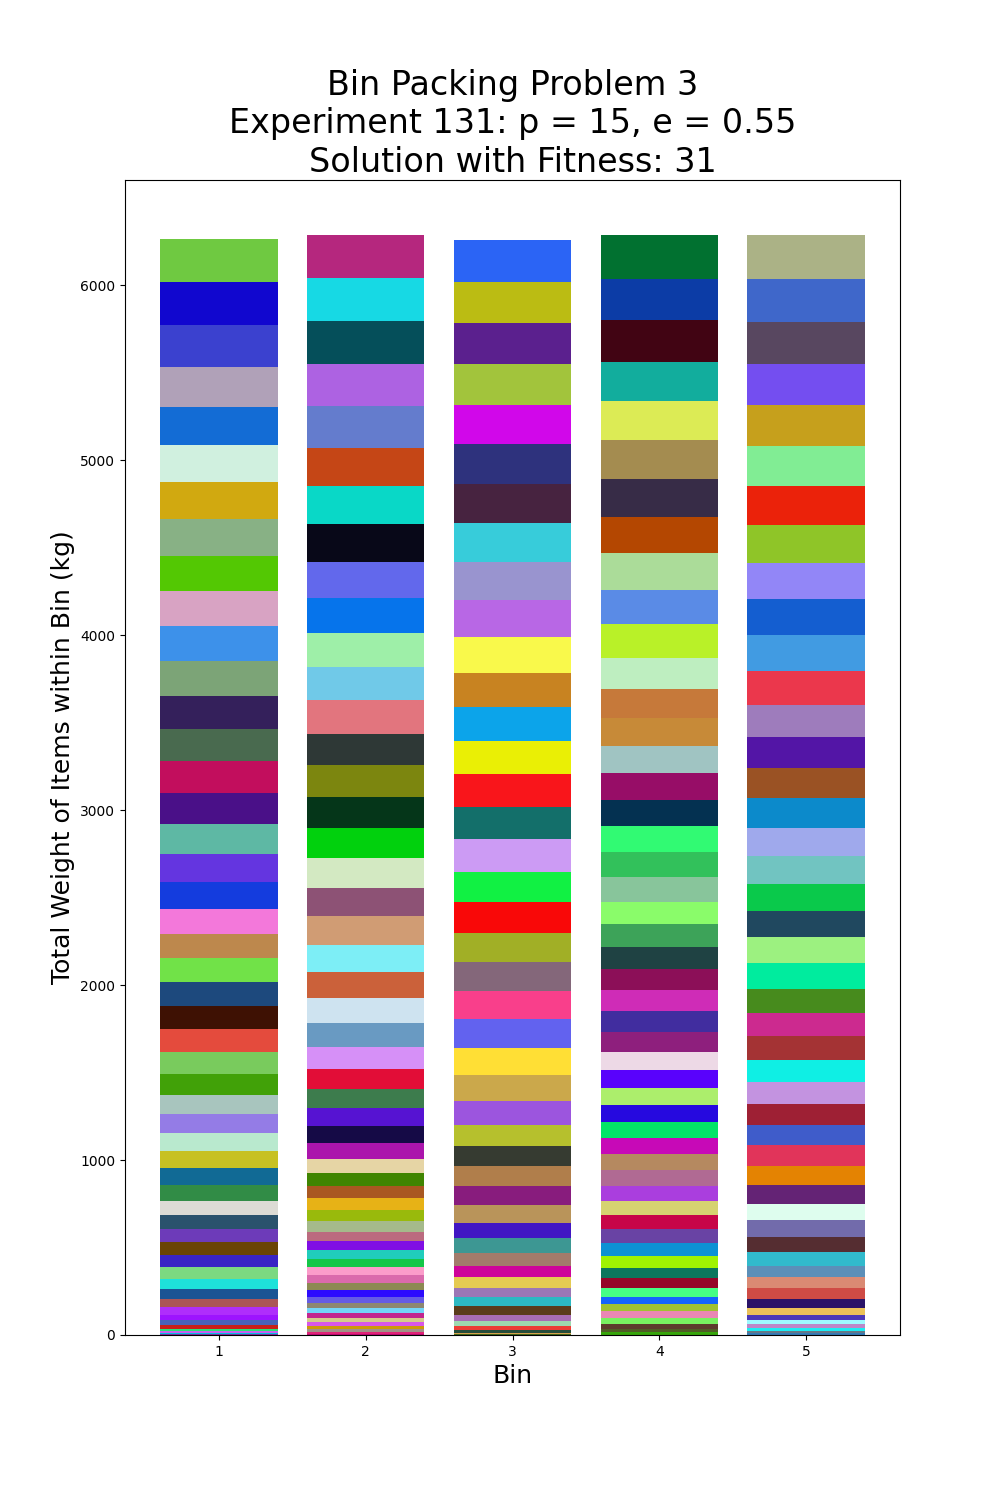 Bin Packing Problem 3
Experiment 131: p = 15, e = 0.55
Solution with Fitness: 31
Total Weight of Items within Bin (kg)
6000
5000
4000
3000
2000
1000
0
1 2 3 4 5
Bin